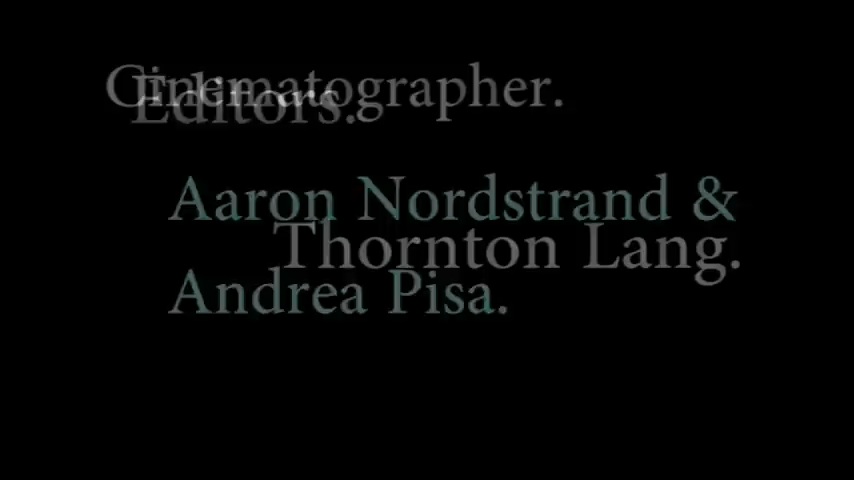 Cinematographer.
Editors.
Aaron Nordstrand &
Thornton Lang.
Andrea Pisa.